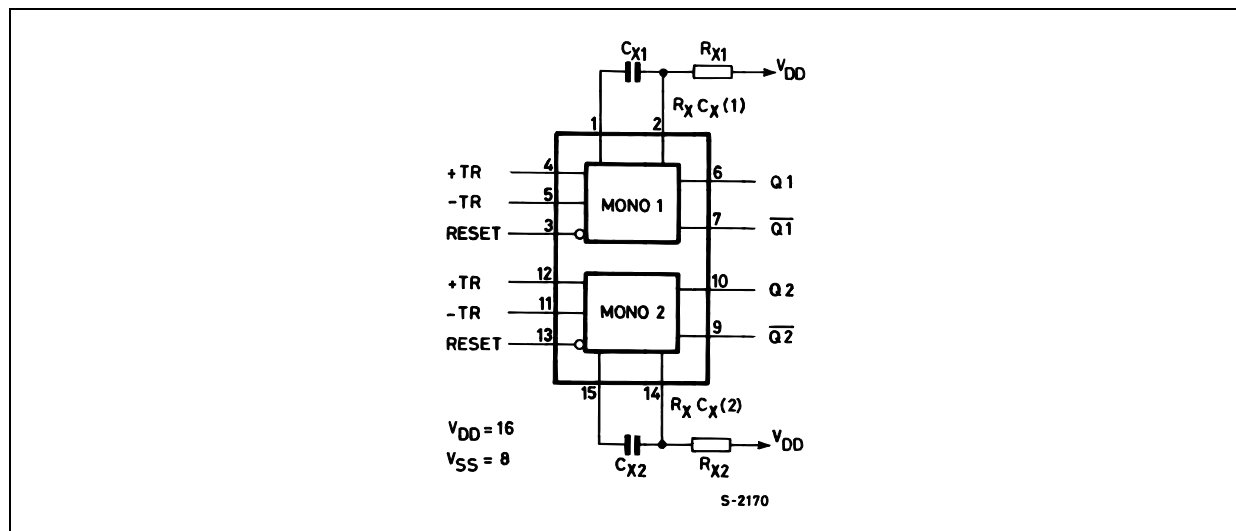 CX1 RX1 VDD
RX CX (1)
1 2
+TR 4 6 Q1
-TR 5 MONO 1 7 Q̅1̅
RESET 3
+TR 12 10 Q2
-TR 11 MONO 2 9 Q̅2̅
RESET 13
15 14 RX CX (2)
VDD = 16
VSS = 8
CX2 RX2 VDD
S-2170